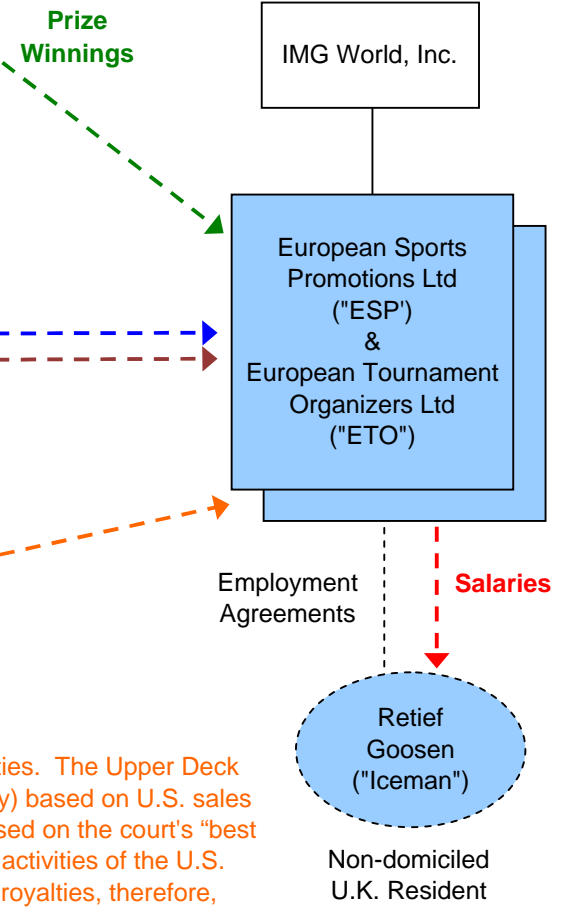 Prize
Winnings
IMG World, Inc.
European Sports
Promotions Ltd
("ESP')
&
European Tournament
Organizers Ltd
("ETO")
Employment
Agreements
Salaries
Retief
Goosen
("Iceman")
Non-domiciled
U.K. Resident
ties.  The Upper Deck
y) based on U.S. sales
sed on the court's “best
activities of the U.S.
royalties, therefore,